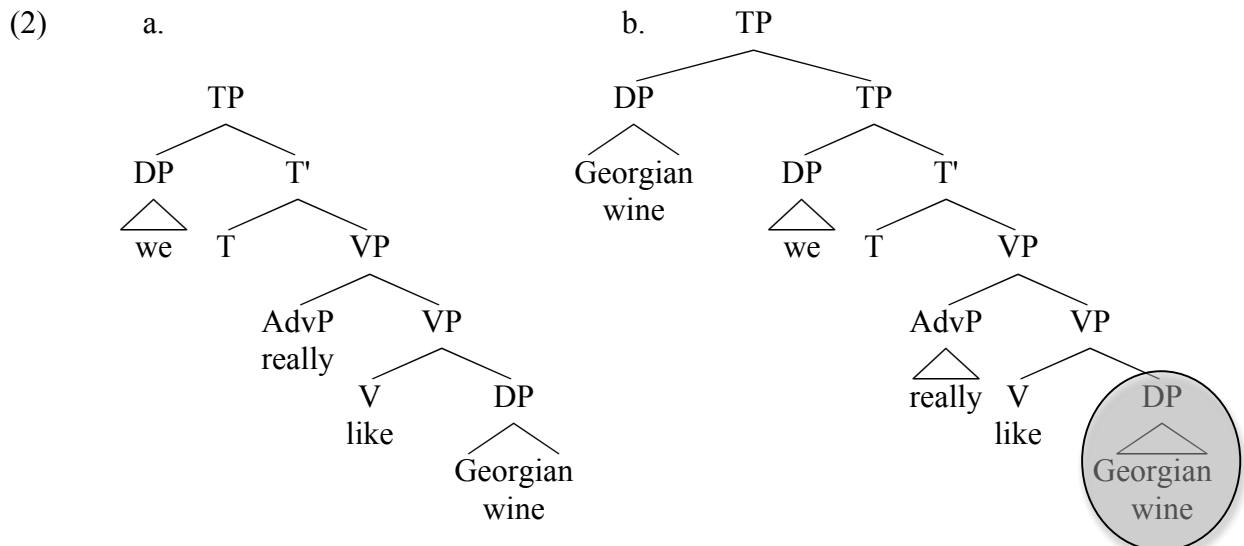 (2) a. b. TP
TP DP TP
DP T' Georgian wine DP T'
we T VP we T VP
AdvP really VP AdvP VP
V like DP really V like DP
Georgian wine Georgian wine